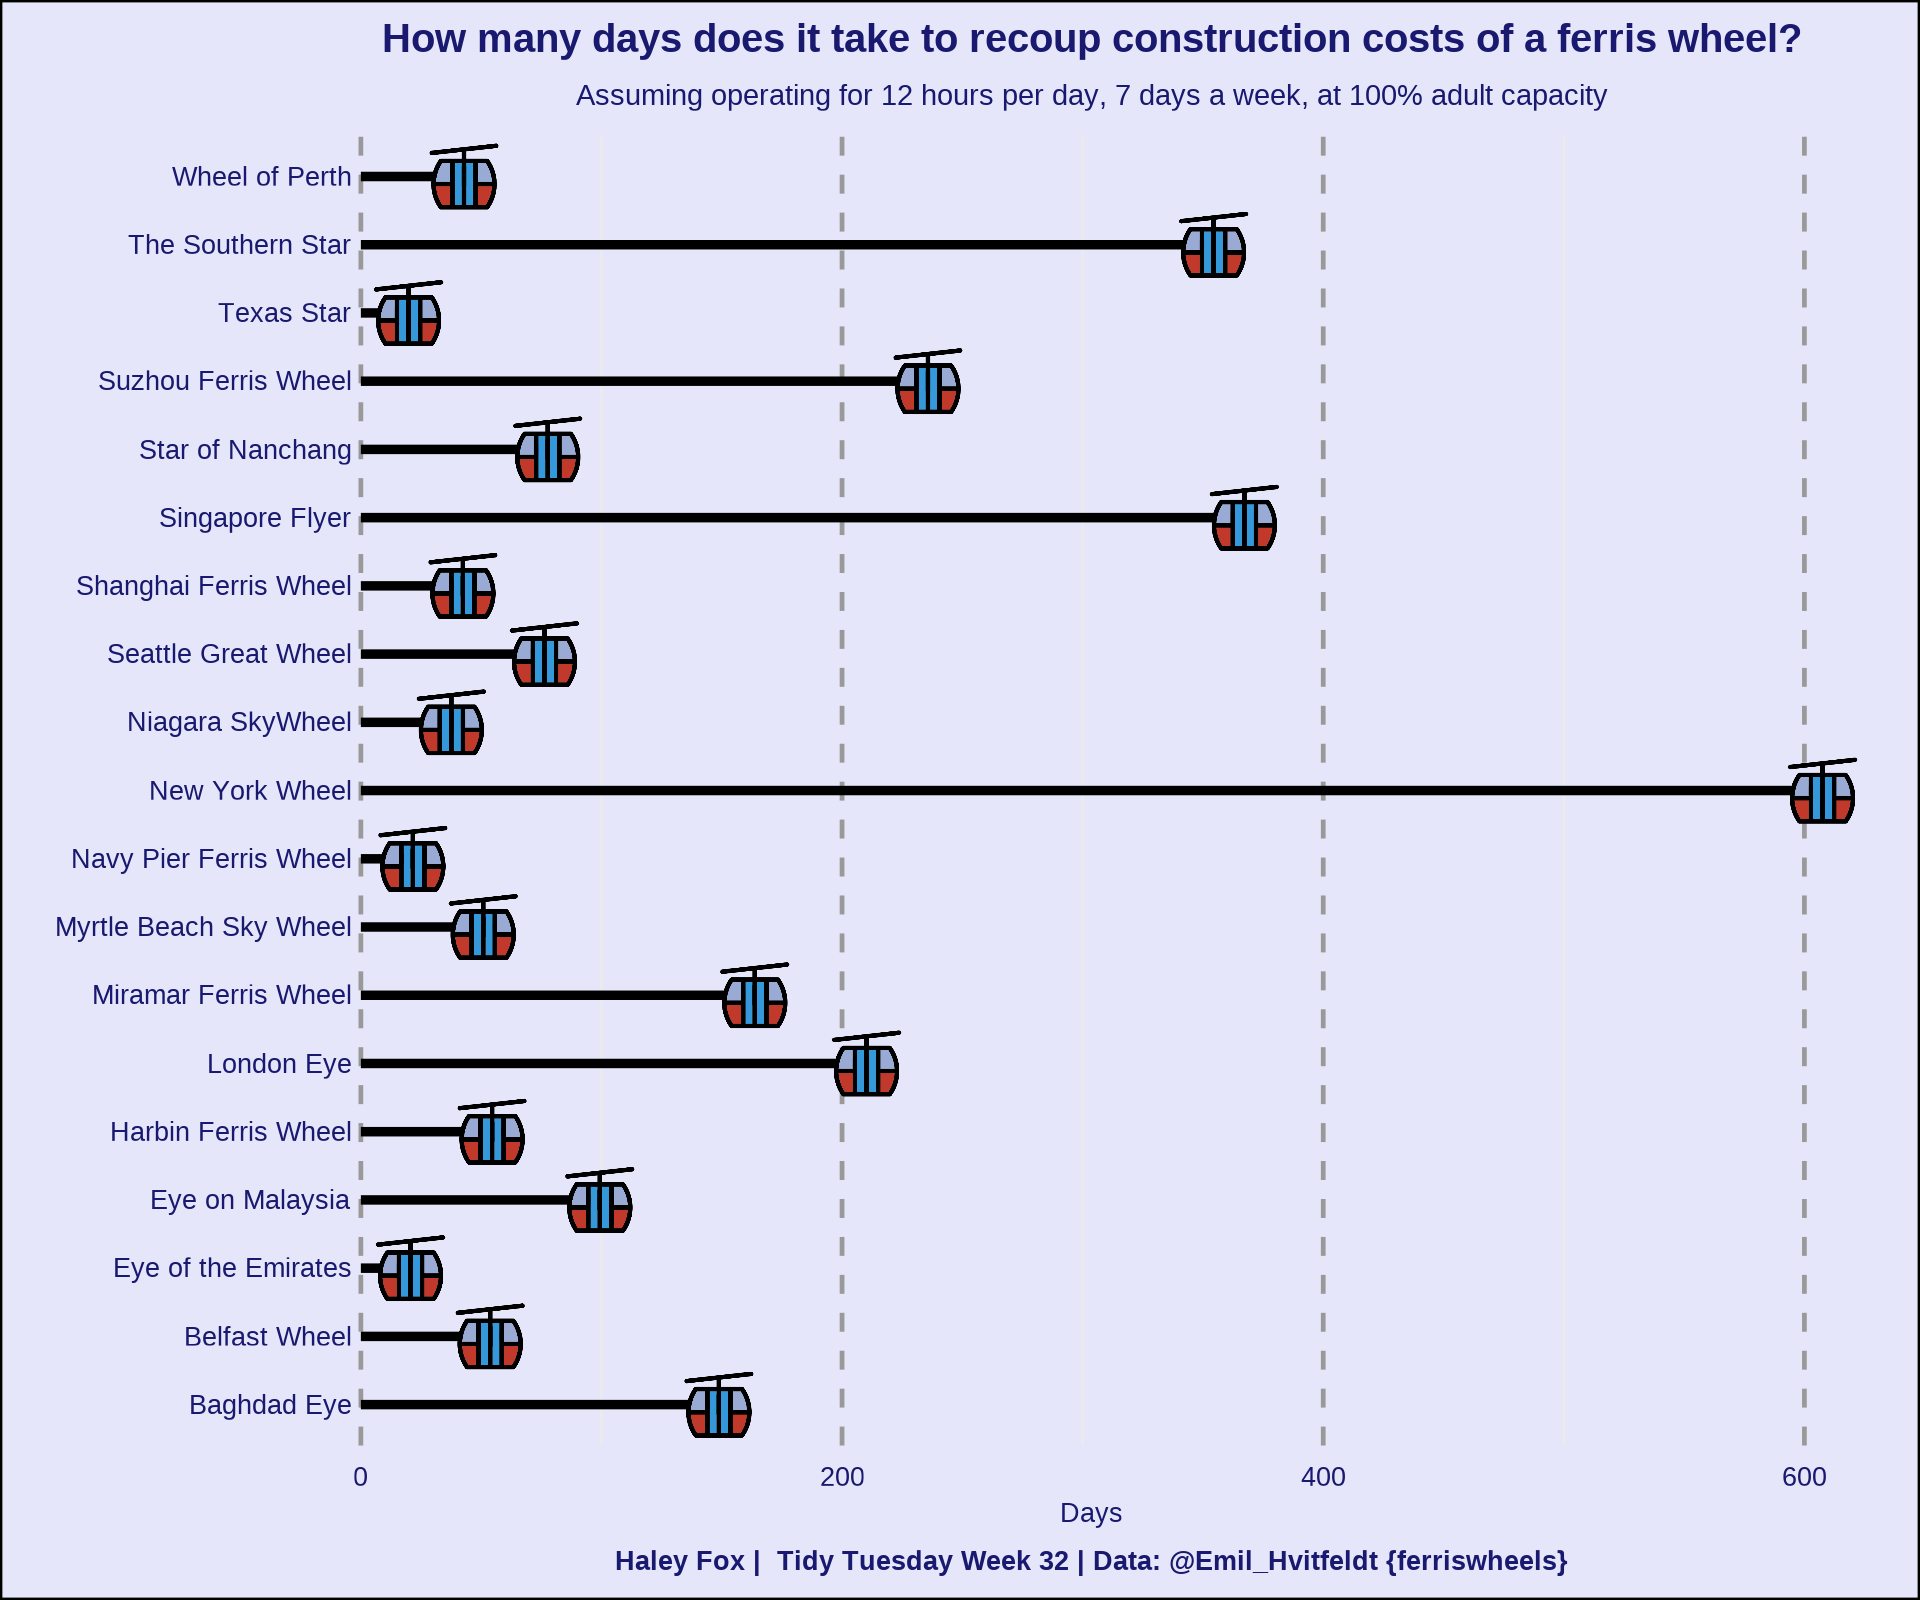 How many days does it take to recoup construction costs of a ferris wheel?
Assuming operating for 12 hours per day, 7 days a week, at 100% adult capacity
Wheel of Perth
The Southern Star
Texas Star
Suzhou Ferris Wheel
Star of Nanchang
Singapore Flyer
Shanghai Ferris Wheel
Seattle Great Wheel
Niagara SkyWheel
New York Wheel
Navy Pier Ferris Wheel
Myrtle Beach Sky Wheel
Miramar Ferris Wheel
London Eye
Harbin Ferris Wheel
Eye on Malaysia
Eye of the Emirates
Belfast Wheel
Baghdad Eye
0 200 400 600
Days
Haley Fox |  Tidy Tuesday Week 32 | Data: @Emil_Hvitfeldt {ferriswheels}